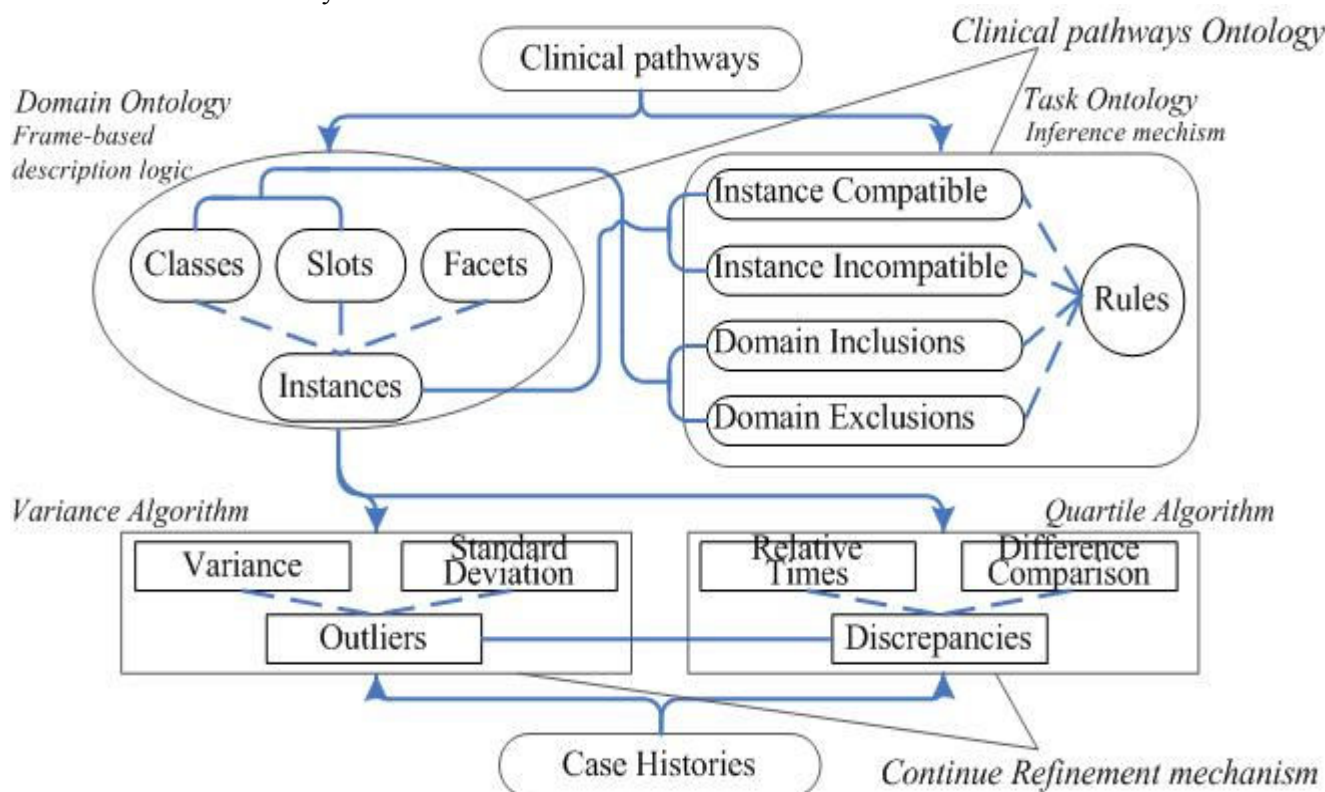 Clinical pathways
Clinical pathways Ontology
Domain Ontology
Frame-based
description logic
Task Ontology
Inference mechism
Classes
Slots
Facets
Instances
Instance Compatible
Instance Incompatible
Domain Inclusions
Domain Exclusions
Rules
Variance Algorithm
Quartile Algorithm
Variance
Standard
Deviation
Outliers
Relative
Times
Difference
Comparison
Discrepancies
Case Histories
Continue Refinement mechanism